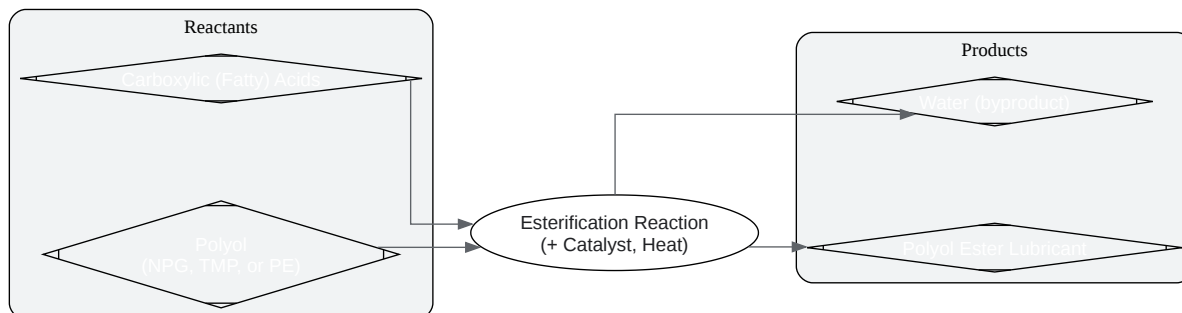 Reactants
Carboxylic (Fatty) Acids
Polyol
(NPG, TMP, or PE)
Esterification Reaction
(+ Catalyst, Heat)
Products
Water (byproduct)
Polyol Ester Lubricant